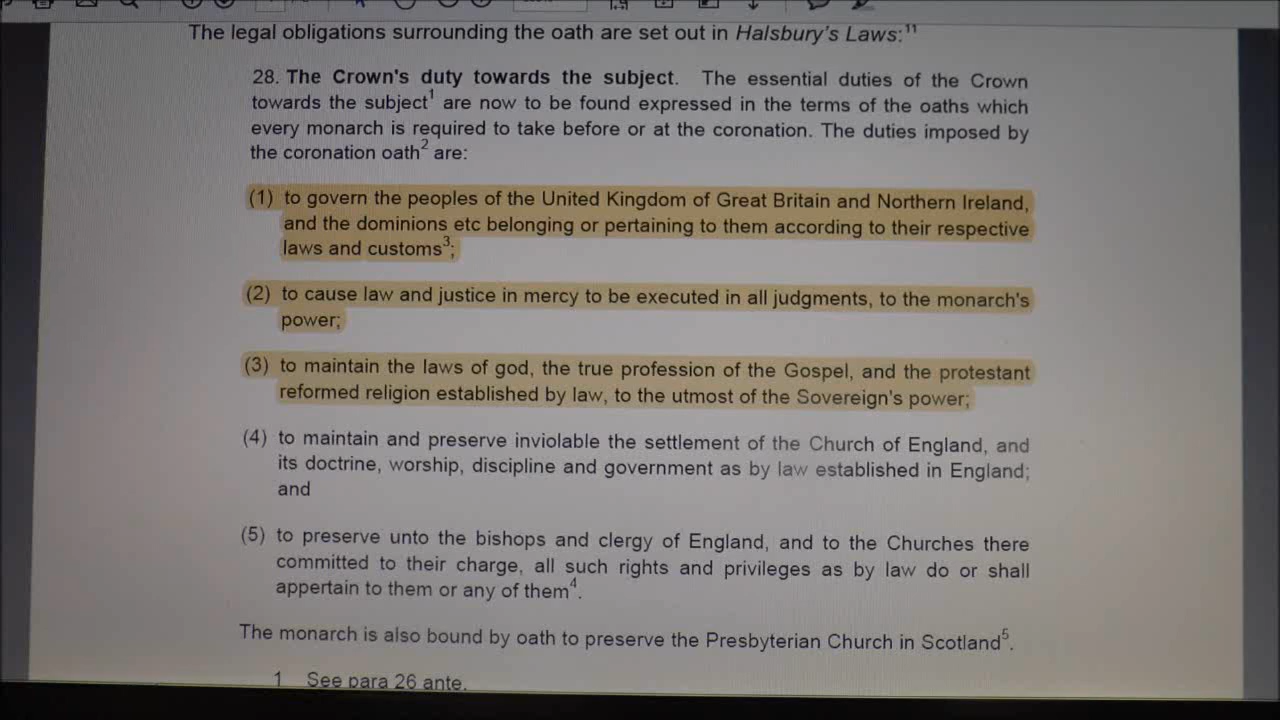 The legal obligations surrounding the oath are set out in Halsbury's Laws:11
28. The Crown's duty towards the subject. The essential duties of the Crown
towards the subject1 are now to be found expressed in the terms of the oaths which
every monarch is required to take before or at the coronation. The duties imposed by
the coronation oath2 are:
(1) to govern the peoples of the United Kingdom of Great Britain and Northern Ireland,
and the dominions etc belonging or pertaining to them according to their respective
laws and customs3;
(2) to cause law and justice in mercy to be executed in all judgments, to the monarch's
power;
(3) to maintain the laws of god, the true profession of the Gospel, and the protestant
reformed religion established by law, to the utmost of the Sovereign's power;
(4) to maintain and preserve inviolable the settlement of the Church of England, and
its doctrine, worship, discipline and government as by law established in England;
and
(5) to preserve unto the bishops and clergy of England, and to the Churches there
committed to their charge, all such rights and privileges as by law do or shall
appertain to them or any of them4.
The monarch is also bound by oath to preserve the Presbyterian Church in Scotland5.
1 See para 26 ante.